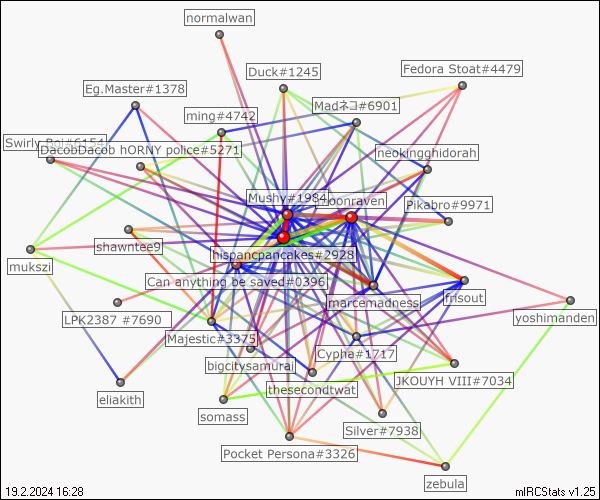 normalwan
Duck#1245
Fedora Stoat#4479
Eg.Master#1378
Madネコ#6901
ming#4742
DacobDacob hORNY police#5271
neokingghidorah
Mushy#1984
moonraven
Pikabro#9971
shawntee9
hispancpancakes#2928
mukszi
Can anything be saved#0396
marcemadness
frisout
LPK2387 #7690
yoshimanden
Majestic#3375
Cypha#1717
bigcitysamurai
JKOUYH VIII#7034
thesecondtwat
eliakith
somass
Silver#7938
Pocket Persona#3326
zebula
19.2.2024 16:28
mIRCStats v1.25